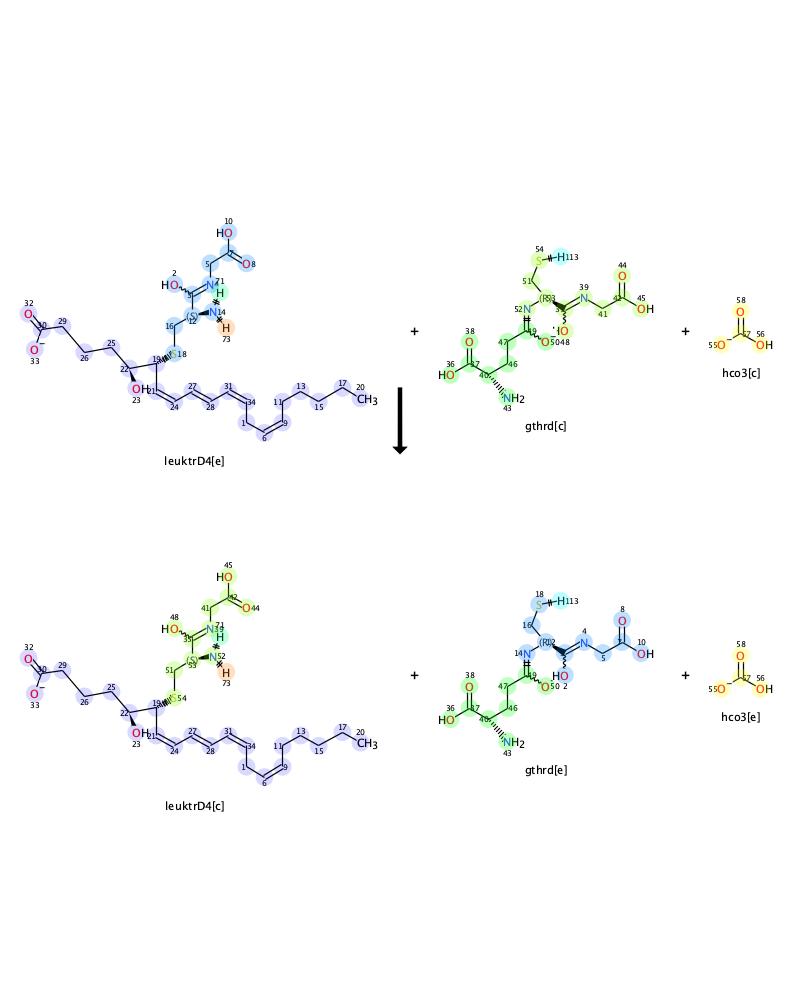 10
HO
2
HO
5
7
O 8
N 71
H
3
(S)
12
N 14
H
73
16
S 18
32
O
30
29
O−
33
26
25
22
19
OH
23
21
24
27
28
31
34
1
6
9
11
13
15
17
20
CH3
leuktrD4[e]
+
54
S
H 113
51
52
N
(R)
53
39
N
41
42
44
O
45
OH
HO
48
49
O 50
47
46
38
O
37
36
HO
40
NH2
43
gthrd[c]
+
58
O
57
55 O−
56
OH
hco3[c]
45
HO
48
HO
41
42
O 44
N
71
H
35
(S)
53
N 52
H
73
51
S 54
32
O
30
29
O−
33
26
25
22
19
OH
23
21
24
27
28
31
34
1
6
9
11
13
15
17
20
CH3
leuktrD4[c]
+
18
S
H 113
16
14
N
(R)
12
4
N
5
8
O
10
OH
HO 2
49
O 50
47
46
38
O
37
36
HO
40
NH2
43
gthrd[e]
+
58
O
57
55 O−
56
OH
hco3[e]